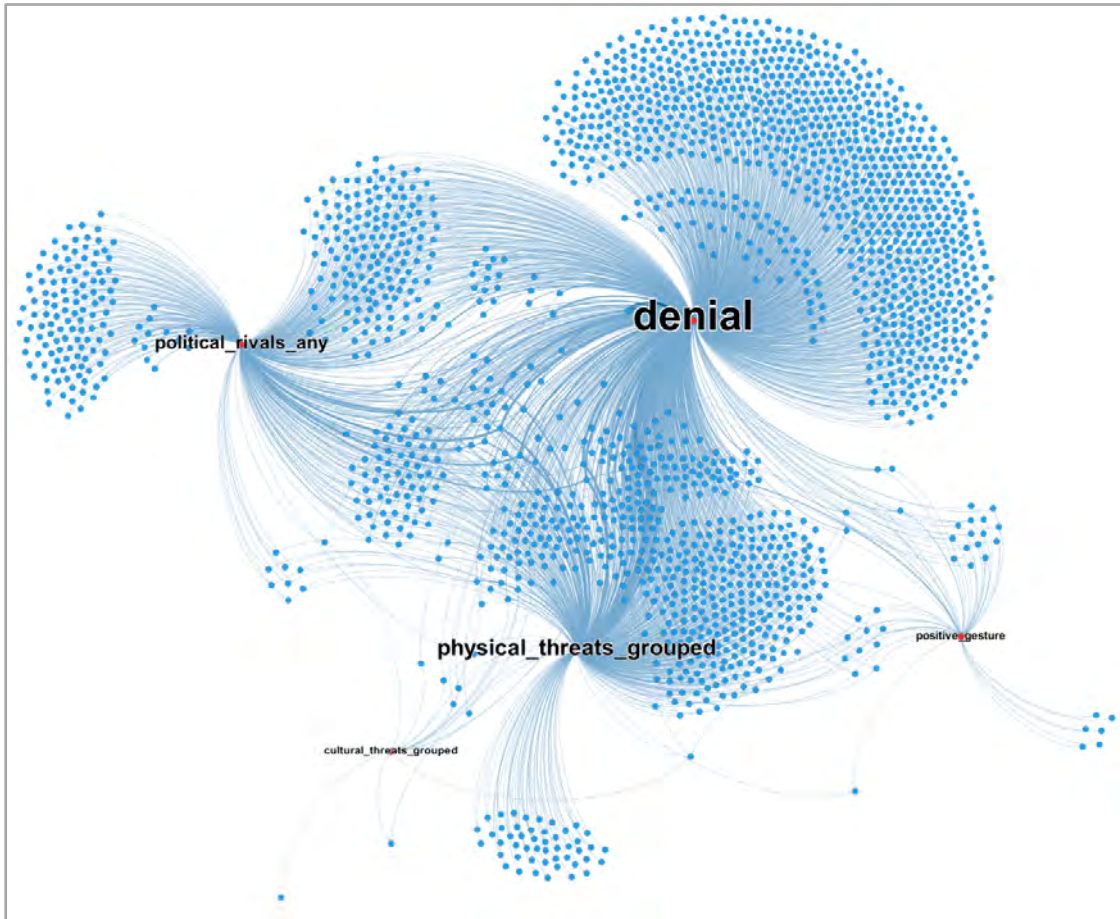 denial
political_rivals_any
positive_gesture
physical_threats_grouped
cultural_threats_grouped